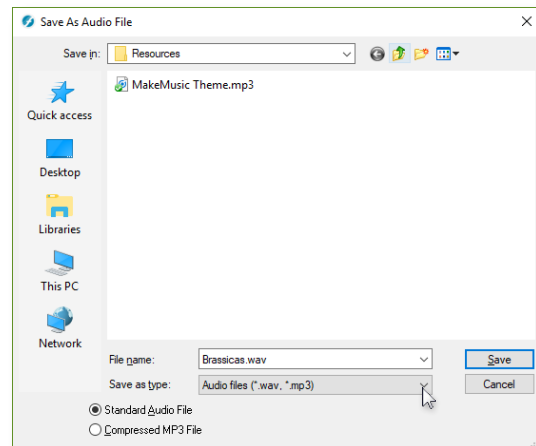 Save As Audio File
Save in: Resources
MakeMusic Theme.mp3
Quick access
Desktop
Libraries
This PC
Network
File name: Brassicas.wav Save
Save as type: Audio files (*.wav, *.mp3) Cancel
Standard Audio File
Compressed MP3 File